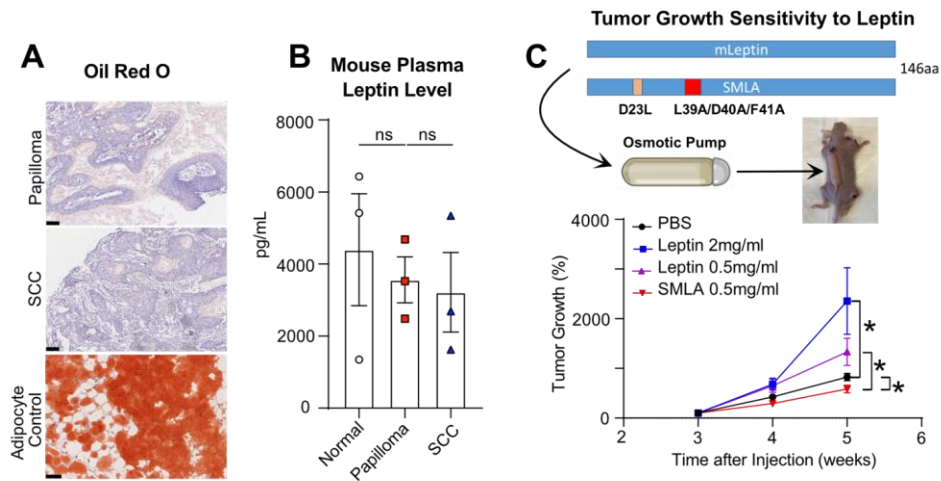 A
Oil Red O
Papilloma
SCC
Adipocyte
Control
B
Mouse Plasma
Leptin Level
ns
ns
8000
6000
4000
2000
0
pg/mL
Normal
Papilloma
SCC
Tumor Growth Sensitivity to Leptin
C
mLeptin
146aa
SMLA
D23L
L39A/D40A/F41A
Osmotic Pump
PBS
Leptin 2mg/ml
Leptin 0.5mg/ml
SMLA 0.5mg/ml
4000
2000
0
Tumor Growth (%)
*
*
*
2
3
4
5
6
Time after Injection (weeks)